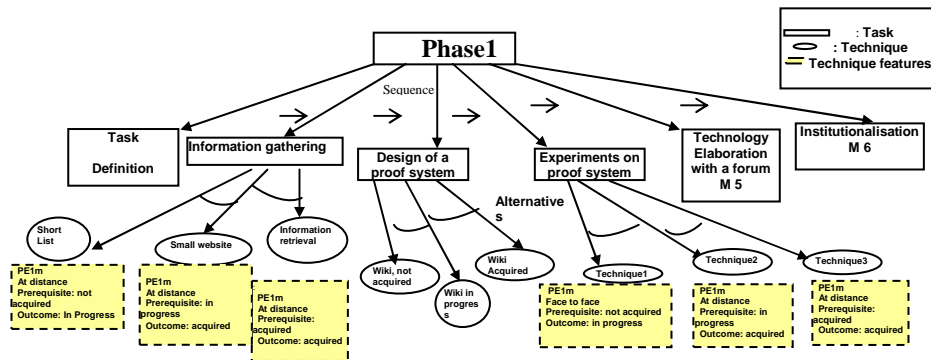 Phase1
: Task
: Technique
Technique features
Sequence
Task
Definition
Information gathering
Design of a
proof system
Experiments on
proof system
Technology
Elaboration
with a forum
M 5
Institutionalisation
M 6
Alternative
s
Short
List
Small website
Information
retrieval
Wiki, not
acquired
Wiki in
progres
s
Wiki
Acquired
Technique1
Technique2
Technique3
PE1m
At distance
Prerequisite: not
acquired
Outcome: In Progress
PE1m
At distance
Prerequisite: in
progress
Outcome: acquired
PE1m
At distance
Prerequisite:
acquired
Outcome: acquired
PE1m
Face to face
Prerequisite: not acquired
Outcome: in progress
PE1m
At distance
Prerequisite: in
progress
Outcome: acquired
PE1m
At distance
Prerequisite:
acquired
Outcome: acquired